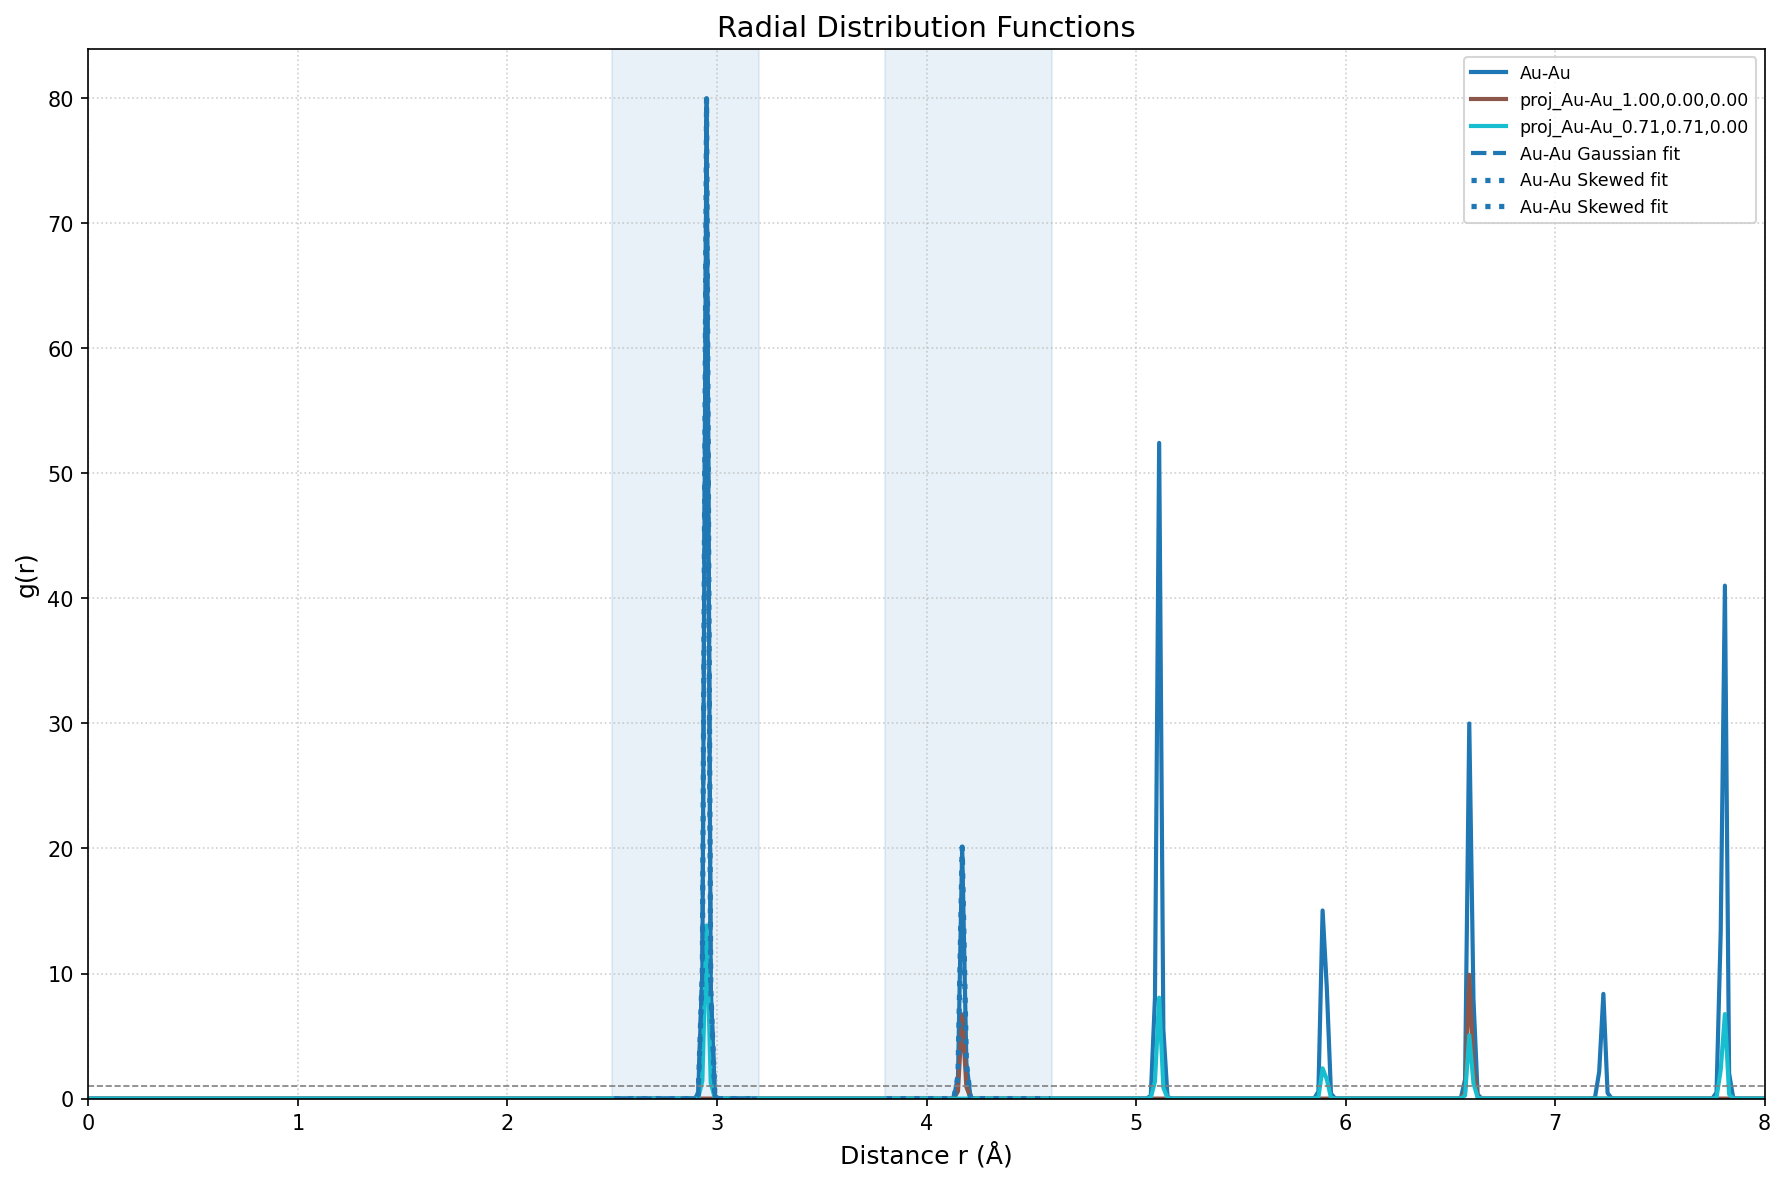 Radial Distribution Functions
Au-Au
proj_Au-Au_1.00,0.00,0.00
proj_Au-Au_0.71,0.71,0.00
Au-Au Gaussian fit
Au-Au Skewed fit
Au-Au Skewed fit
80
70
60
50
40
30
20
10
0
g(r)
0 1 2 3 4 5 6 7 8
Distance r (Å)